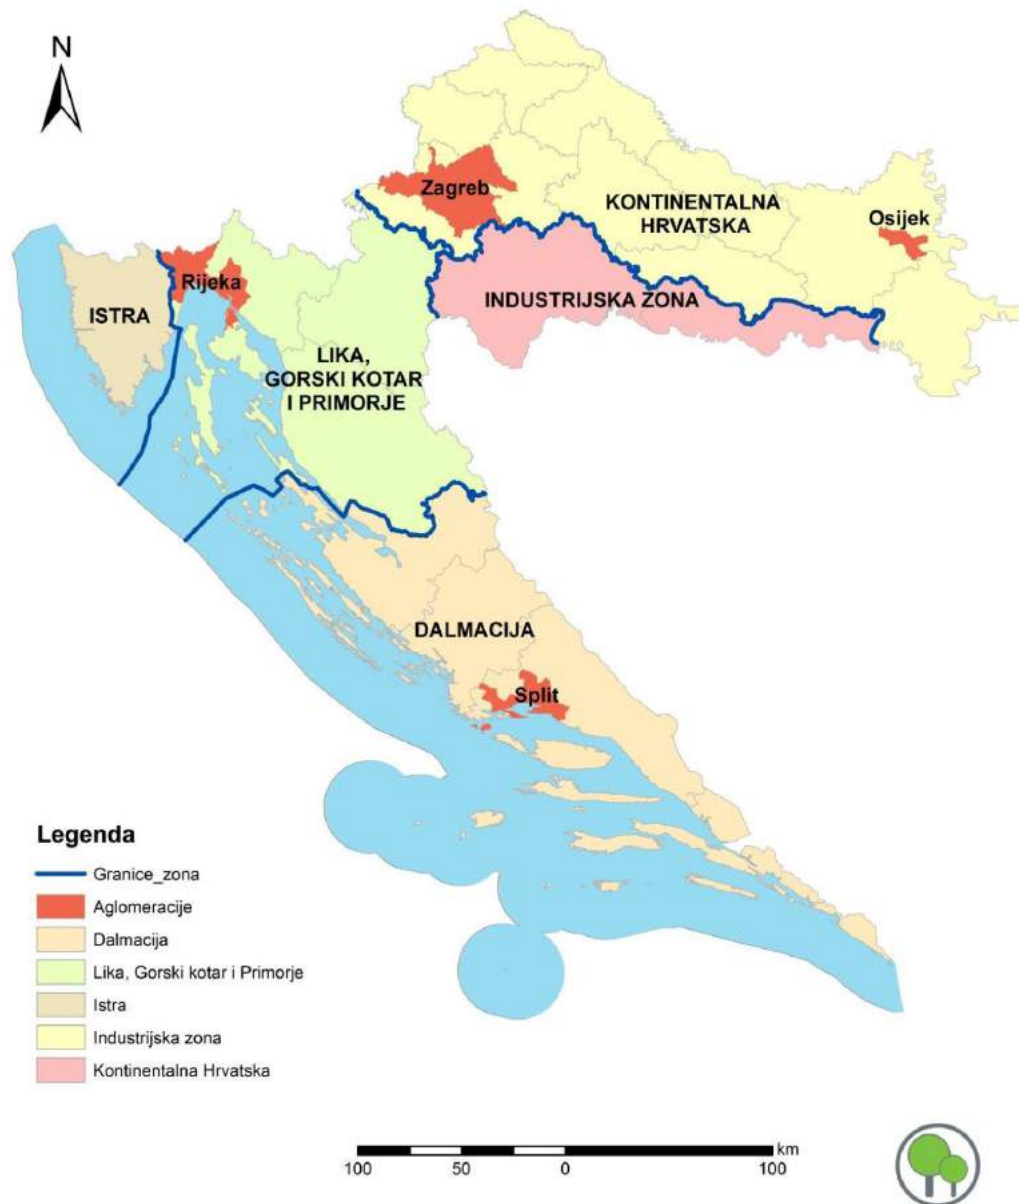 N
Zagreb
KONTINENTALNA
HRVATSKA
Osijek
Rijeka
ISTRA
INDUSTRIJSKA ZONA
LIKA,
GORSKI KOTAR
I PRIMORJE
DALMACIJA
Split
Legenda
Granice_zona
Aglomeracije
Dalmacija
Lika, Gorski kotar i Primorje
Istra
Industrijska zona
Kontinentalna Hrvatska
km
100 50 0 100